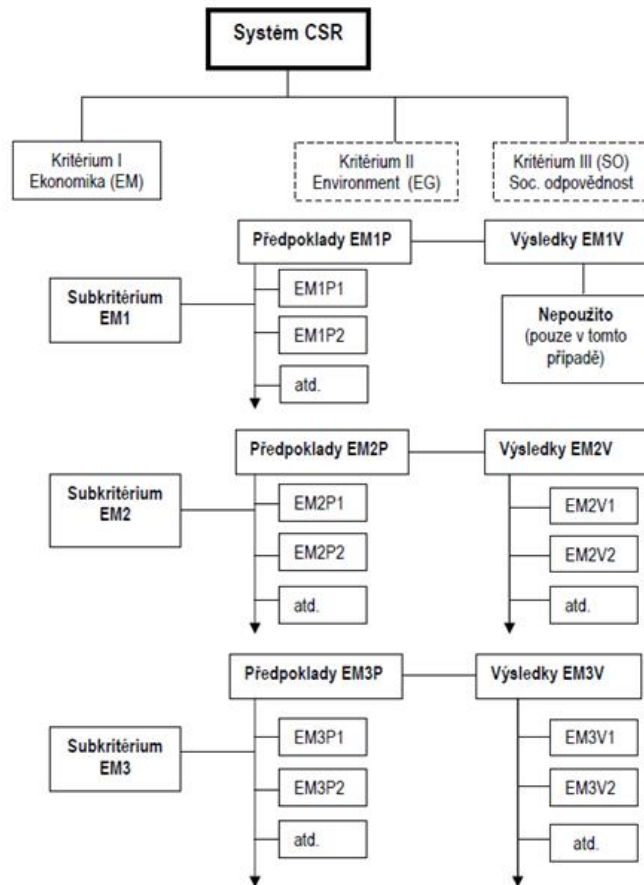 Systém CSR
Kritérium I
Ekonomika (EM)
Kritérium II
Environment (EG)
Kritérium III (SO)
Soc. odpovědnost
Předpoklady EM1P
Výsledky EM1V
Subkritérium
EM1
EM1P1
EM1P2
atd.
Nepoužito
(pouze v tomto
případě)
Předpoklady EM2P
Výsledky EM2V
Subkritérium
EM2
EM2P1
EM2P2
atd.
EM2V1
EM2V2
atd.
Předpoklady EM3P
Výsledky EM3V
Subkritérium
EM3
EM3P1
EM3P2
atd.
EM3V1
EM3V2
atd.